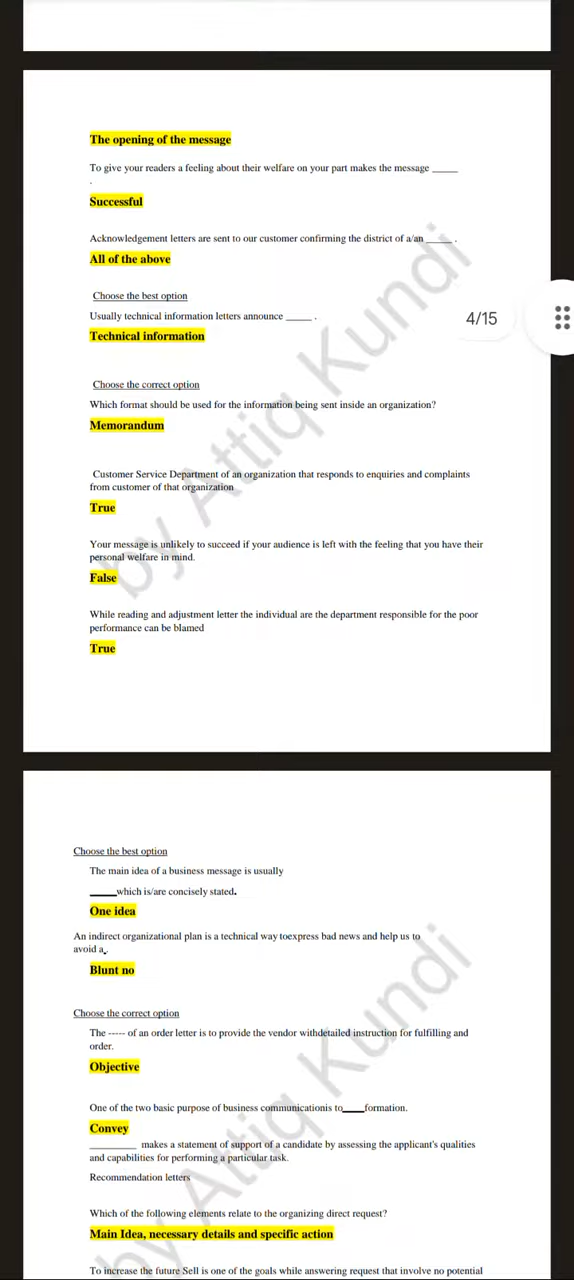 The opening of the message
To give your readers a feeling about their welfare on your part makes the message _____
.
Successful
Acknowledgement letters are sent to our customer confirming the district of a/an _____ .
All of the above
Choose the best option
Usually technical information letters announce _____ .
4/15
Technical information
Choose the correct option
Which format should be used for the information being sent inside an organization?
Memorandum
Customer Service Department of an organization that responds to enquiries and complaints
from customer of that organization
True
Your message is unlikely to succeed if your audience is left with the feeling that you have their
personal welfare in mind.
False
While reading and adjustment letter the individual are the department responsible for the poor
performance can be blamed
True
by Attiq Kundi
Choose the best option
The main idea of a business message is usually
_____which is/are concisely stated.
One idea
An indirect organizational plan is a technical way toexpress bad news and help us to
avoid a .
Blunt no
Choose the correct option
The ----- of an order letter is to provide the vendor withdetailed instruction for fulfilling and
order.
Objective
One of the two basic purpose of business communicationis to____formation.
Convey
_________ makes a statement of support of a candidate by assessing the applicant's qualities
and capabilities for performing a particular task.
Recommendation letters
Which of the following elements relate to the organizing direct request?
Main Idea, necessary details and specific action
To increase the future Sell is one of the goals while answering request that involve no potential
by Attiq Kundi